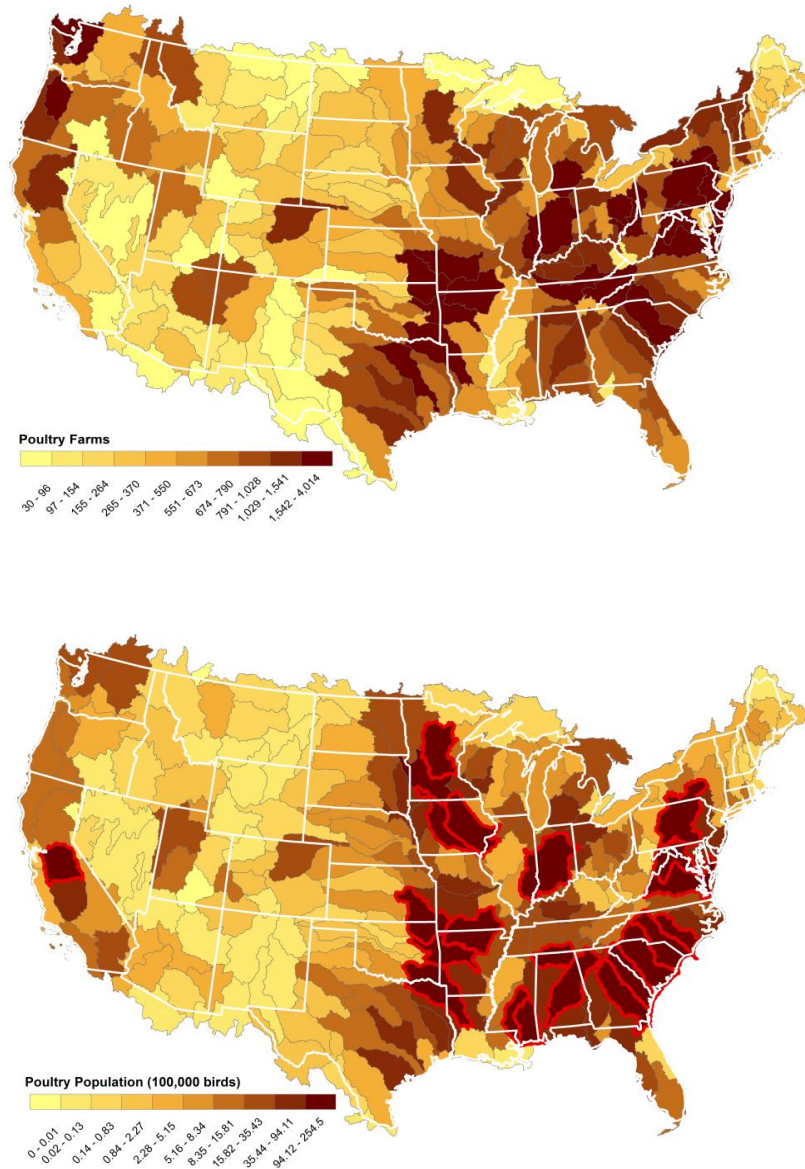 Poultry Farms
30 - 96
97 - 154
155 - 264
265 - 370
371 - 550
551 - 673
674 - 790
791 - 1,028
1,029 - 1,541
1,542 - 4,014
Poultry Population (100,000 birds)
0 - 0.01
0.02 - 0.13
0.14 - 0.83
0.84 - 2.27
2.28 - 5.15
5.16 - 8.34
8.35 - 15.81
15.82 - 35.43
35.44 - 94.11
94.12 - 254.5